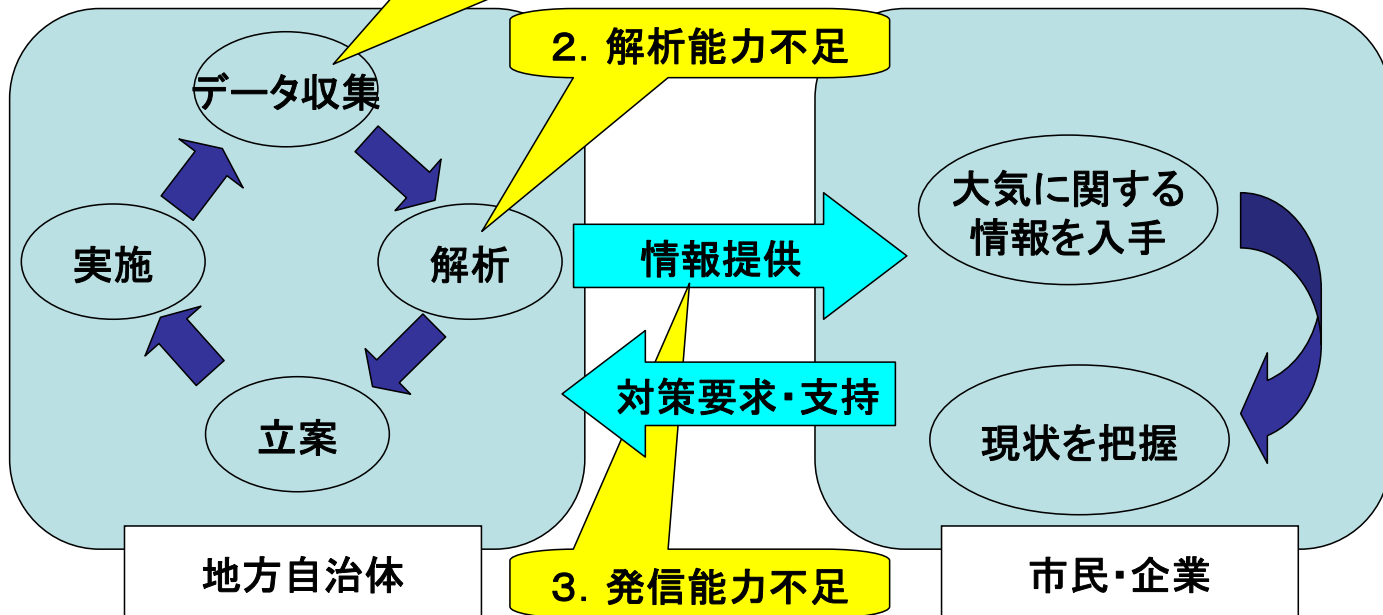 2．解析能力不足
データ収集
大気に関する
情報を入手
実施
解析
情報提供
対策要求・支持
立案
現状を把握
地方自治体
3．発信能力不足
市民・企業